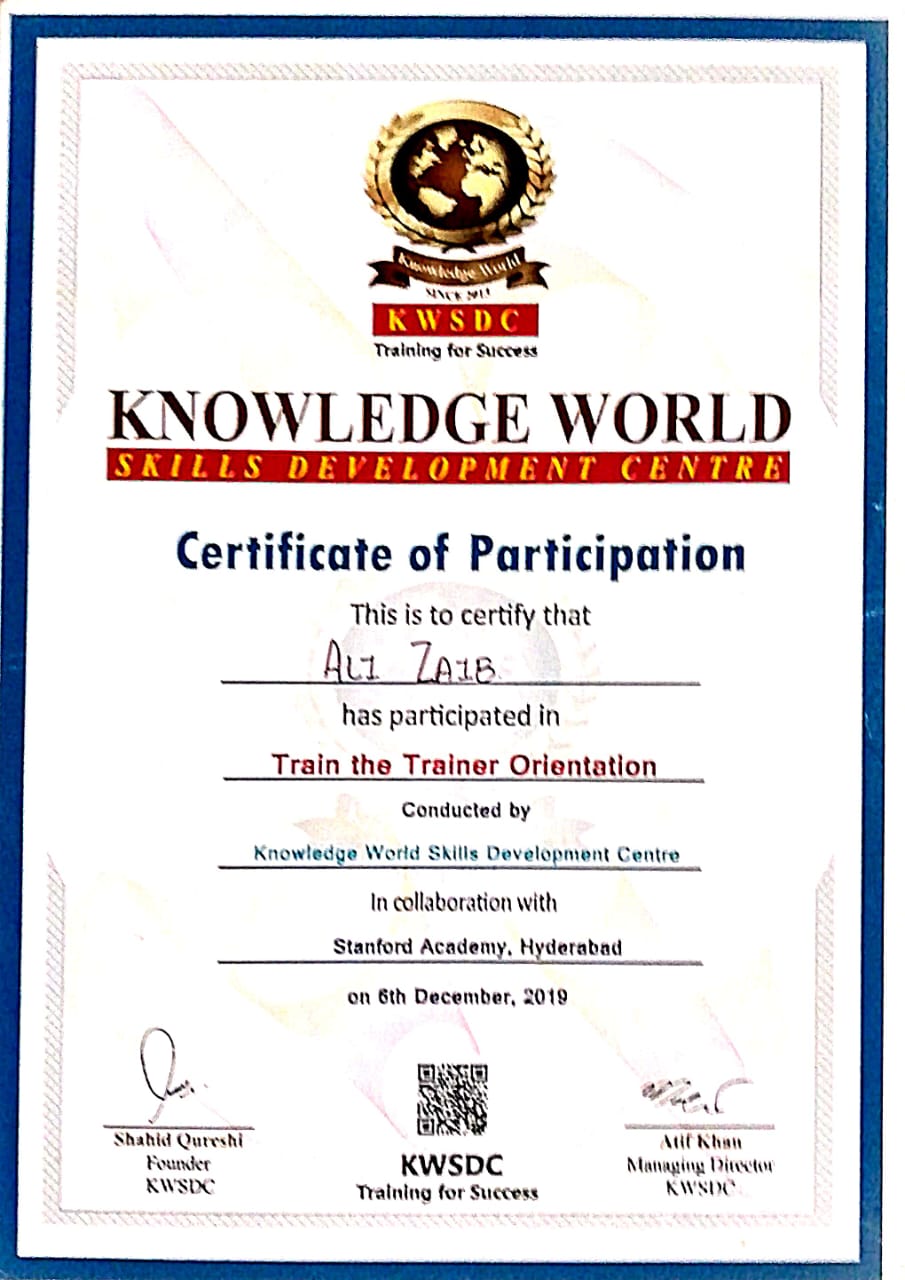 Knowledge World
SINCE 2013
KWSDC
Training for Success
KNOWLEDGE WORLD
SKILLS DEVELOPMENT CENTRE
Certificate of Participation
This is to certify that
ALI ZAIB
has participated in
Train the Trainer Orientation
Conducted by
Knowledge World Skills Development Centre
In collaboration with
Stanford Academy, Hyderabad
on 6th December, 2019
Shahid Qureshi
Founder
KWSDC
KWSDC
Training for Success
Atif Khan
Managing Director
KWSDC